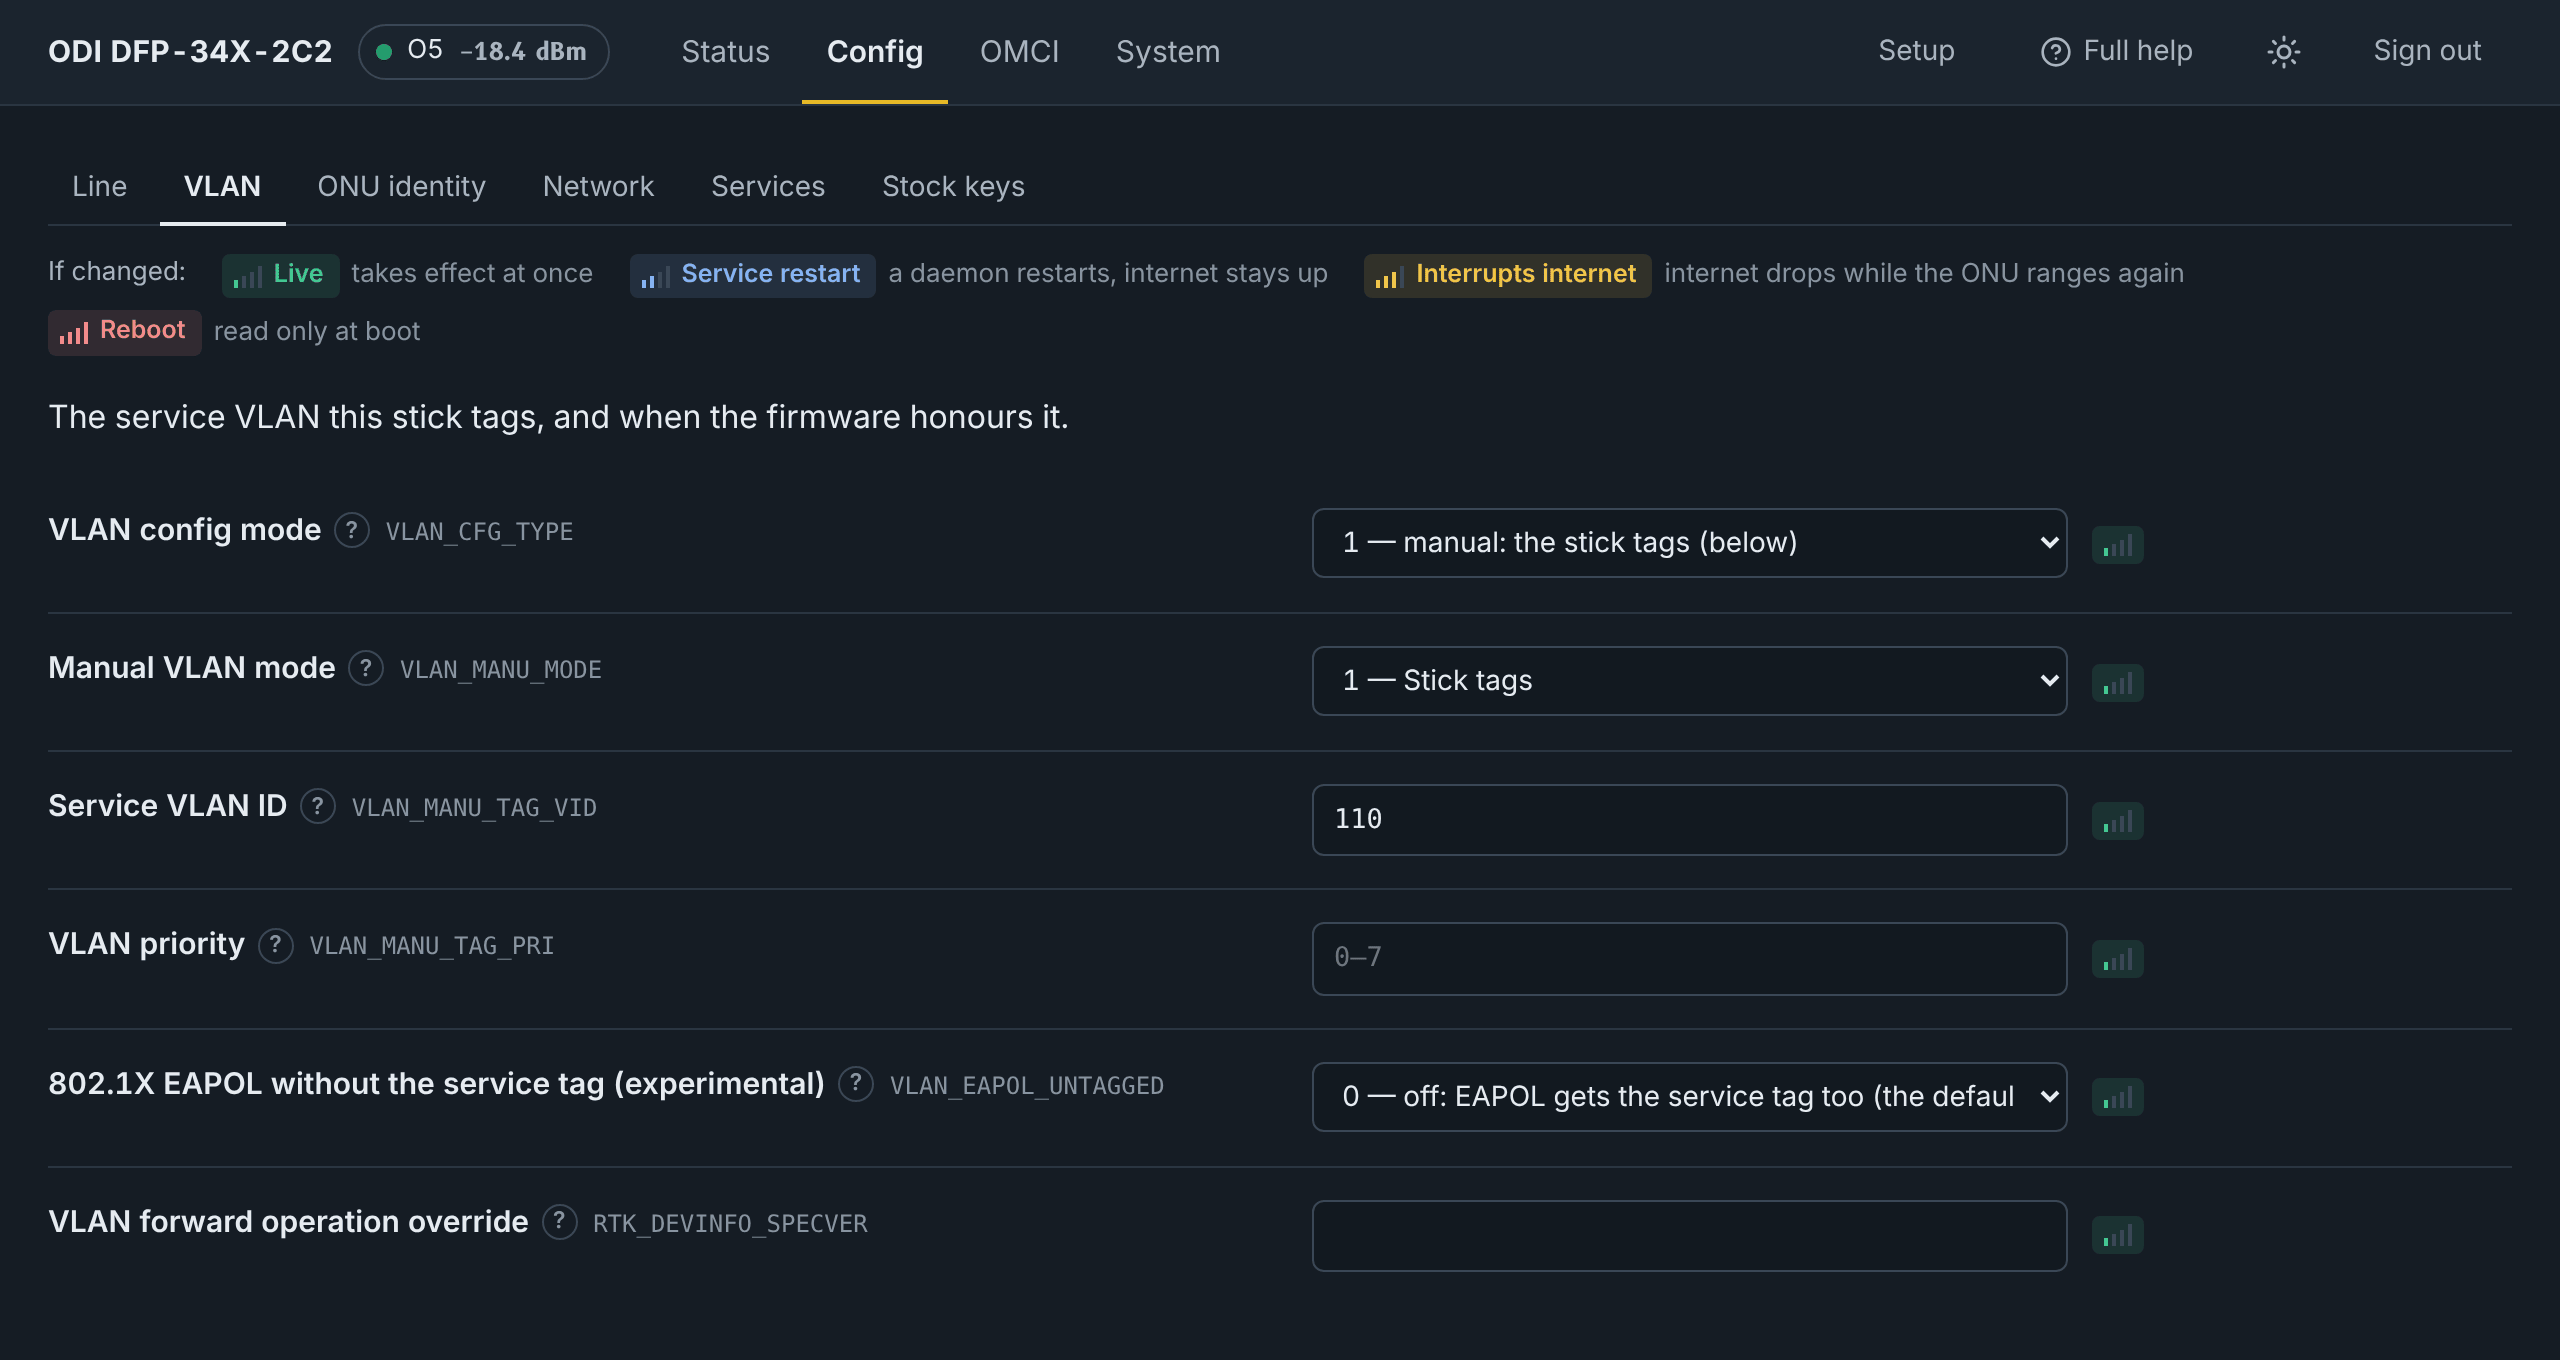 ODI DFP-34X-2C2 O5 -18.4 dBm Status Config OMCI System Setup ? Full help Sign out
Line VLAN ONU identity Network Services Stock keys
If changed: Live takes effect at once Service restart a daemon restarts, internet stays up Interrupts internet internet drops while the ONU ranges again
Reboot read only at boot
The service VLAN this stick tags, and when the firmware honours it.
VLAN config mode ? VLAN_CFG_TYPE 1 — manual: the stick tags (below)
Manual VLAN mode ? VLAN_MANU_MODE 1 — Stick tags
Service VLAN ID ? VLAN_MANU_TAG_VID 110
VLAN priority ? VLAN_MANU_TAG_PRI 0–7
802.1X EAPOL without the service tag (experimental) ? VLAN_EAPOL_UNTAGGED 0 — off: EAPOL gets the service tag too (the defaul
VLAN forward operation override ? RTK_DEVINFO_SPECVER